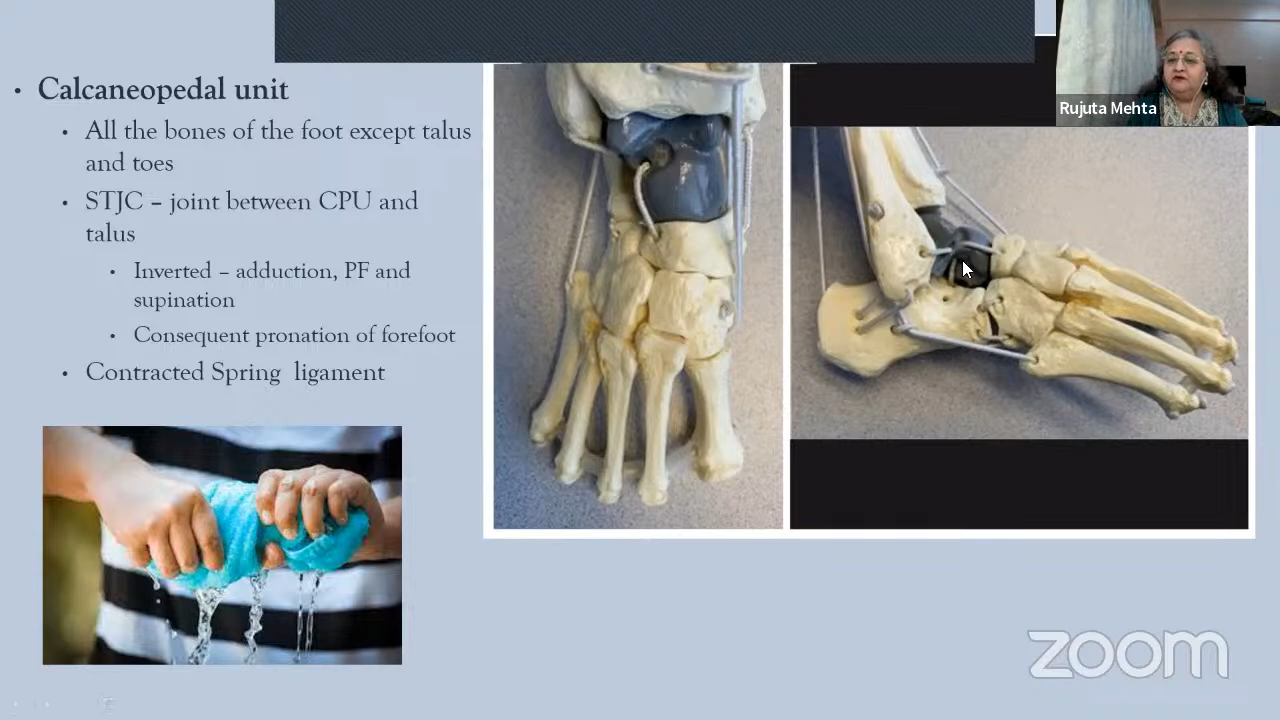 Calcaneopedal unit
All the bones of the foot except talus
and toes
STJC – joint between CPU and
talus
Inverted – adduction, PF and
supination
Consequent pronation of forefoot
Contracted Spring ligament
Rujuta Mehta
zoom